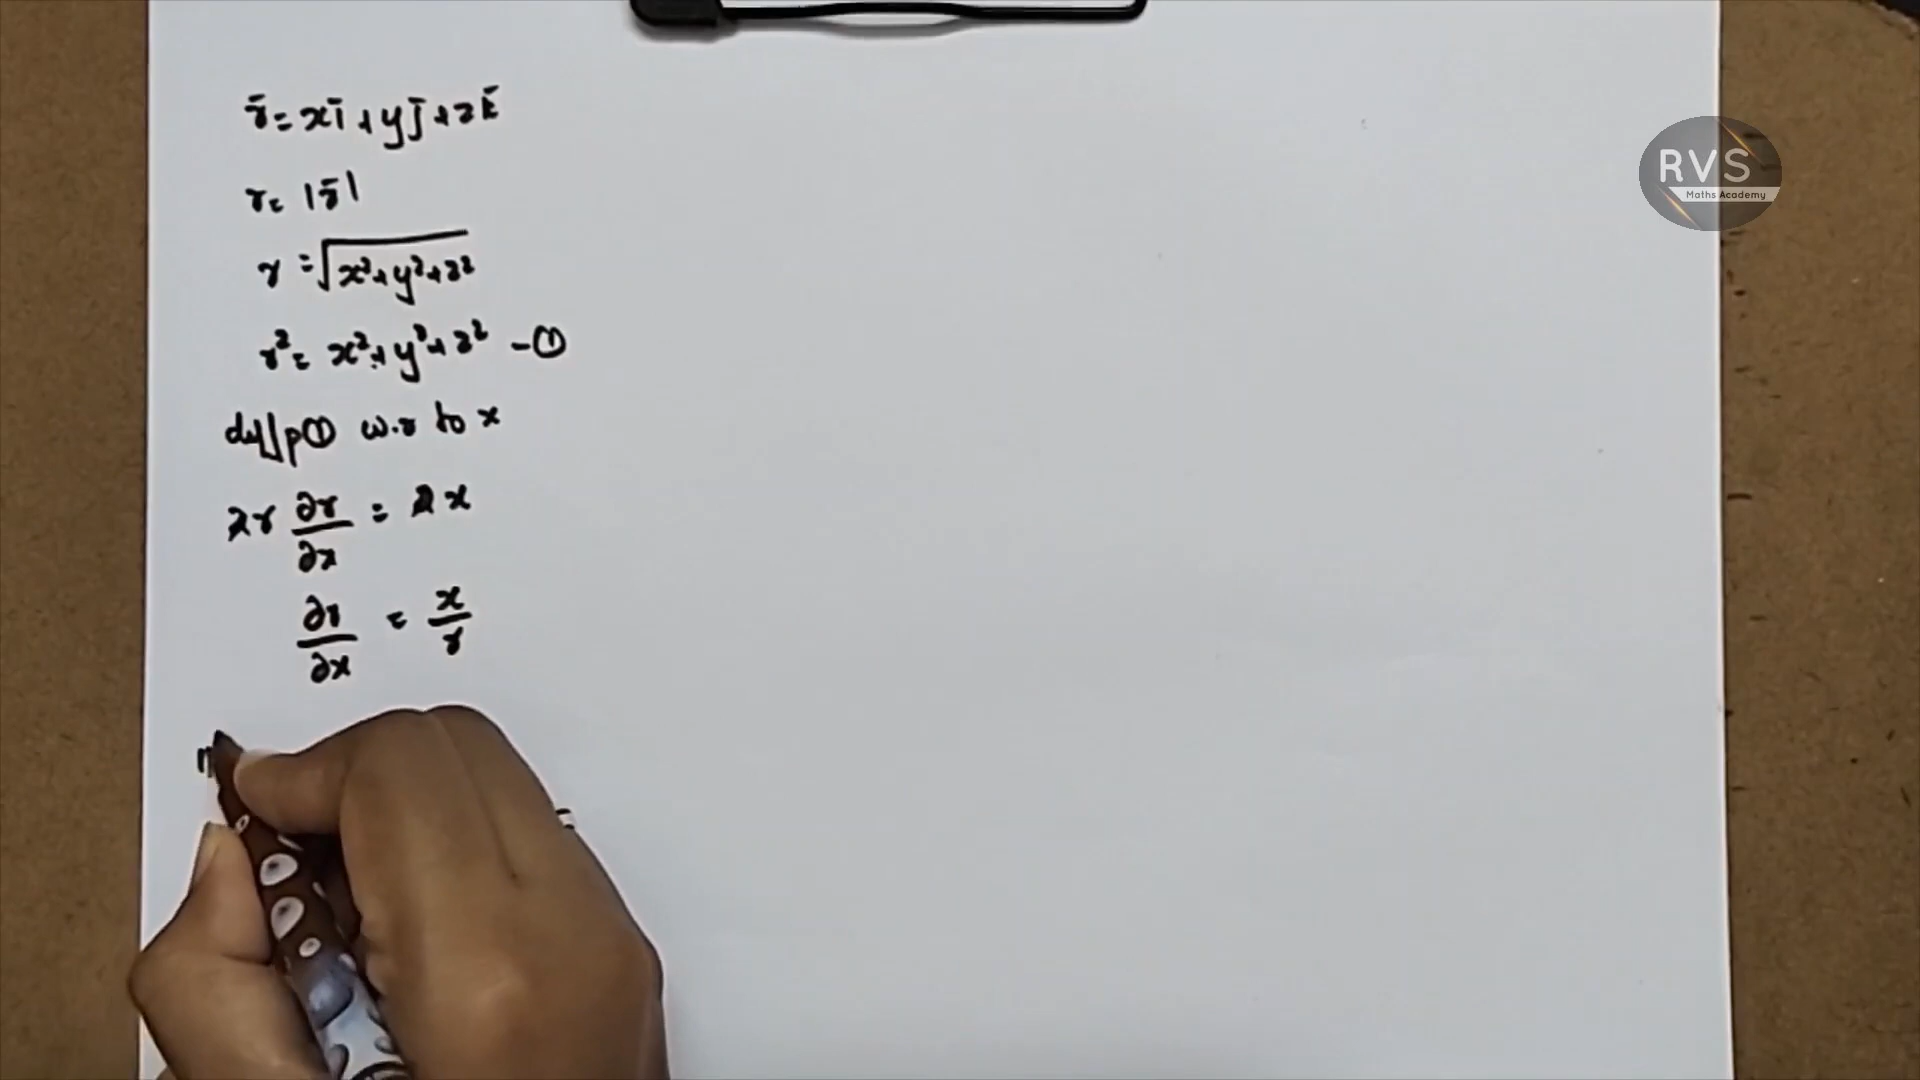 r̄ = xī + yj̄ + zk̄
r = |r̄|
r = √x²+y²+z²
r² = x²+y²+z² - ①
diff p ① w.r to x
2r ∂r/∂x = 2x
∂r/∂x = x/r
RVS
Maths Academy